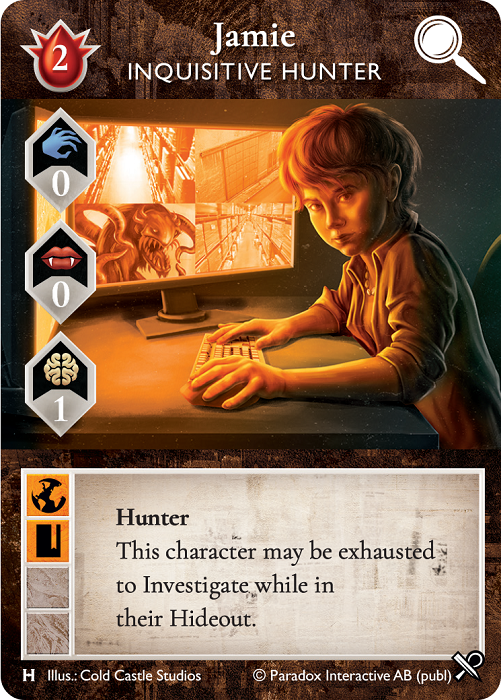 2
Jamie
INQUISITIVE HUNTER
0
0
1
Hunter
This character may be exhausted
to Investigate while in
their Hideout.
H Illus.: Cold Castle Studios © Paradox Interactive AB (publ)